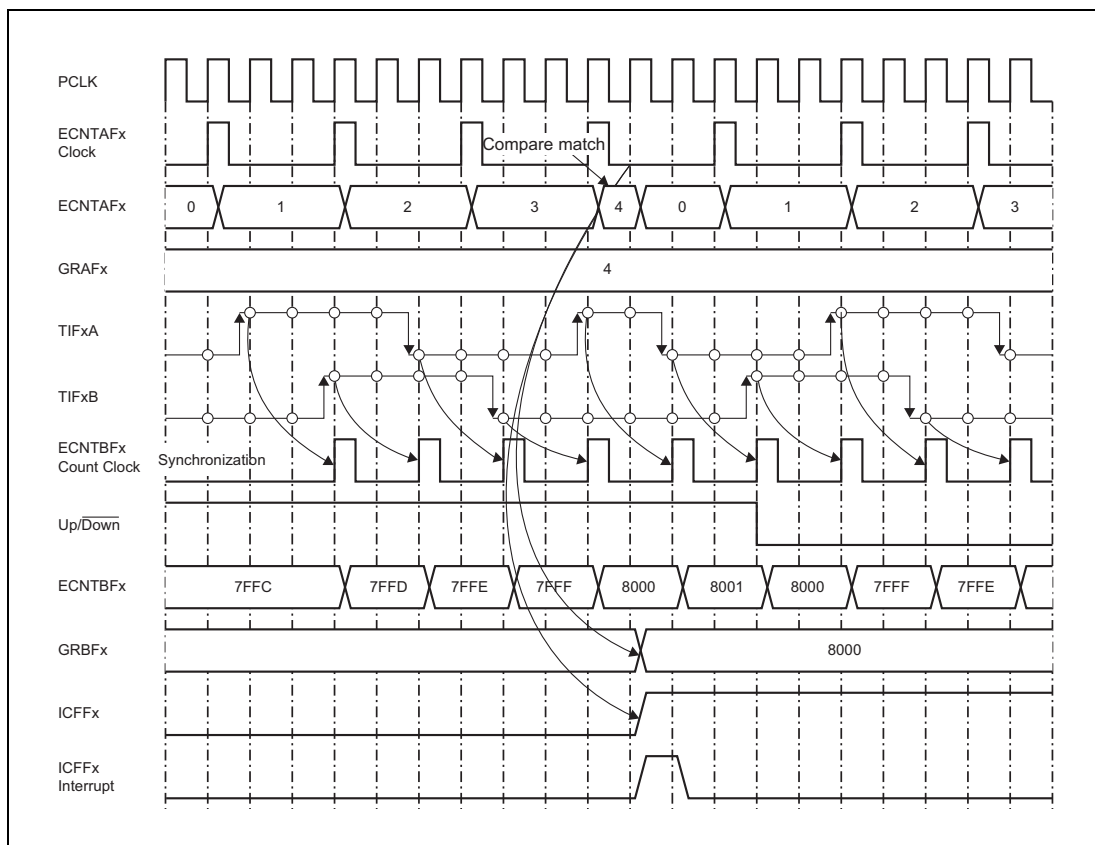 PCLK
ECNTAFx
Clock
Compare match
ECNTAFx
0 1 2 3 4 0 1 2 3
GRAFx
4
TIFxA
TIFxB
ECNTBFx
Count Clock
Synchronization
Up/Down
ECNTBFx
7FFC 7FFD 7FFE 7FFF 8000 8001 8000 7FFF 7FFE
GRBFx
8000
ICFFx
ICFFx
Interrupt